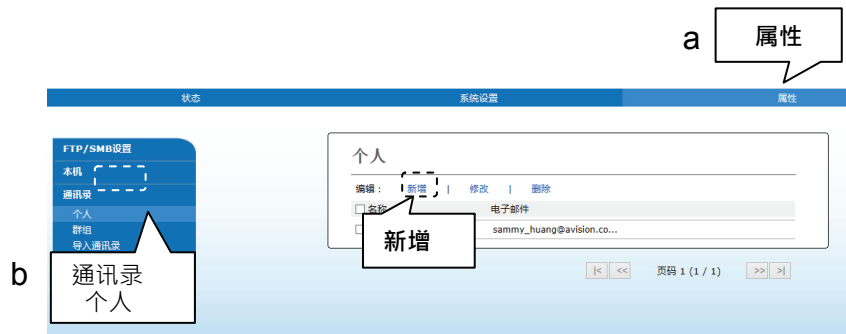 a
属性
状态
系统设置
属性
FTP/SMB设置
本机
通讯录
个人
群组
导入通讯录
个人
编辑： 新增 | 修改 | 删除
名称 电子邮件
sammy_huang@avision.co...
新增
b
通讯录
个人
|< << 页码 1 (1 / 1) >> >|